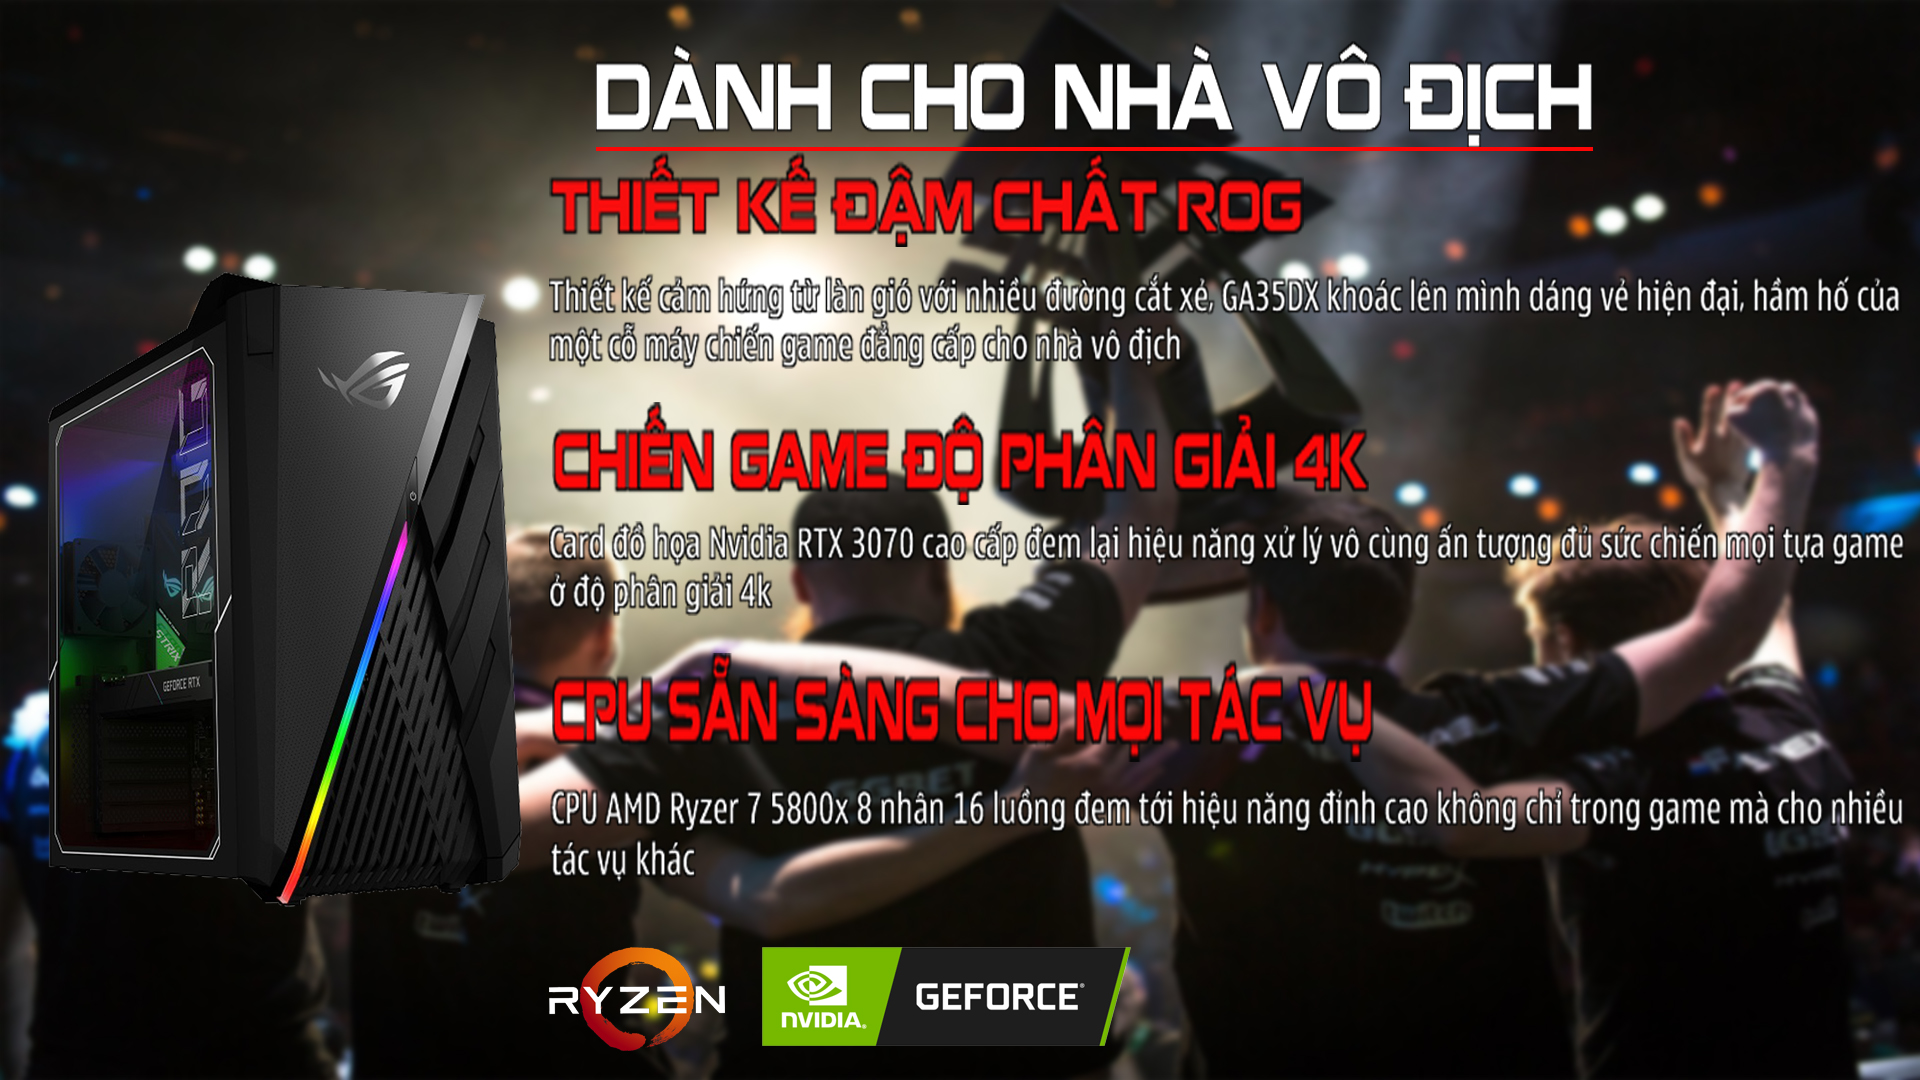 DÀNH CHO NHÀ VÔ ĐỊCH
THIẾT KẾ ĐẬM CHẤT ROG
Thiết kế cảm hứng từ làn gió với nhiều đường cắt xẻ, GA35DX khoác lên mình dáng vẻ hiện đại, hầm hố của
một cỗ máy chiến game đẳng cấp cho nhà vô địch
CHIẾN GAME ĐỘ PHÂN GIẢI 4K
Card đồ họa Nvidia RTX 3070 cao cấp đem lại hiệu năng xử lý vô cùng ấn tượng đủ sức chiến mọi tựa game
ở độ phân giải 4k
STRIX
GEFORCE RTX
CPU SẴN SÀNG CHO MỌI TÁC VỤ
GGBET
CPU AMD Ryzer 7 5800x 8 nhân 16 luồng đem tới hiệu năng đỉnh cao không chỉ trong game mà cho nhiều
tác vụ khác
HYPERX
RYZEN
NVIDIA.
GEFORCE®